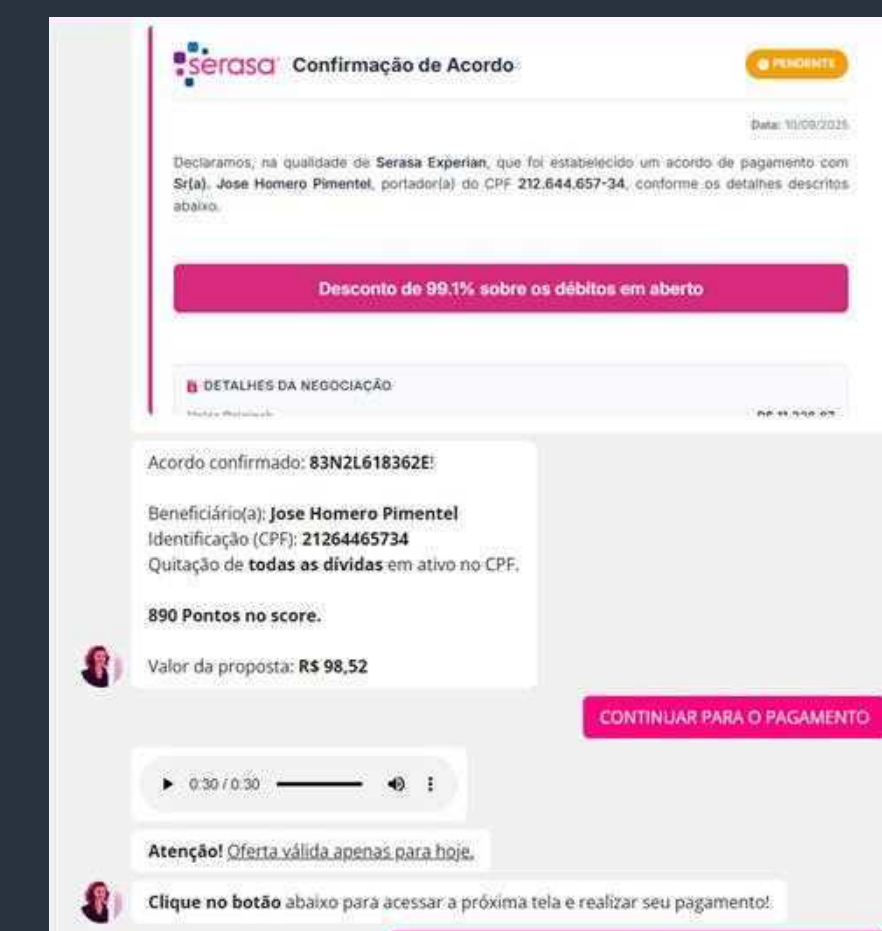 serasa Confirmação de Acordo
PENDENTE
Data: 10/09/2025
Declaramos, na qualidade de Serasa Experian, que foi estabelecido um acordo de pagamento com
Sr(a). Jose Homero Pimentel, portador(a) do CPF 212.644.657-34, conforme os detalhes descritos
abaixo.
Desconto de 99.1% sobre os débitos em aberto
DETALHES DA NEGOCIAÇÃO
Acordo confirmado: 83N2L618362E!
Beneficiário(a): Jose Homero Pimentel
Identificação (CPF): 21264465734
Quitação de todas as dívidas em ativo no CPF.
890 Pontos no score.
Valor da proposta: R$ 98,52
CONTINUAR PARA O PAGAMENTO
0:30 / 0:30
Atenção! Oferta válida apenas para hoje.
Clique no botão abaixo para acessar a próxima tela e realizar seu pagamento!